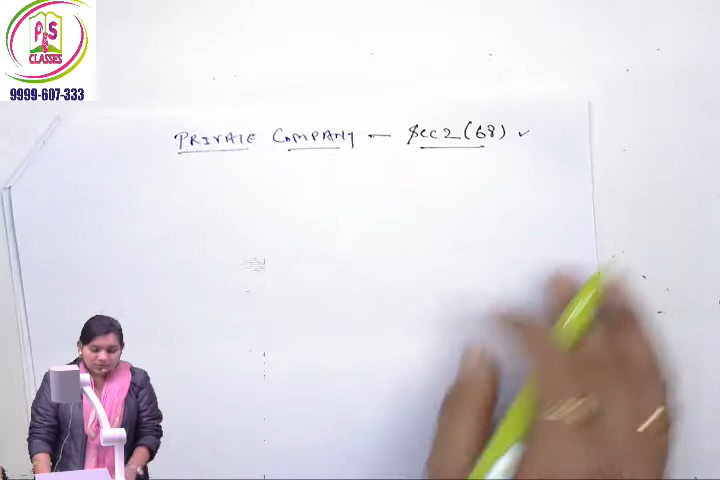 P&S
CLASSES
9999-607-333
PRIVATE COMPANY - Sec 2 (68) ✓